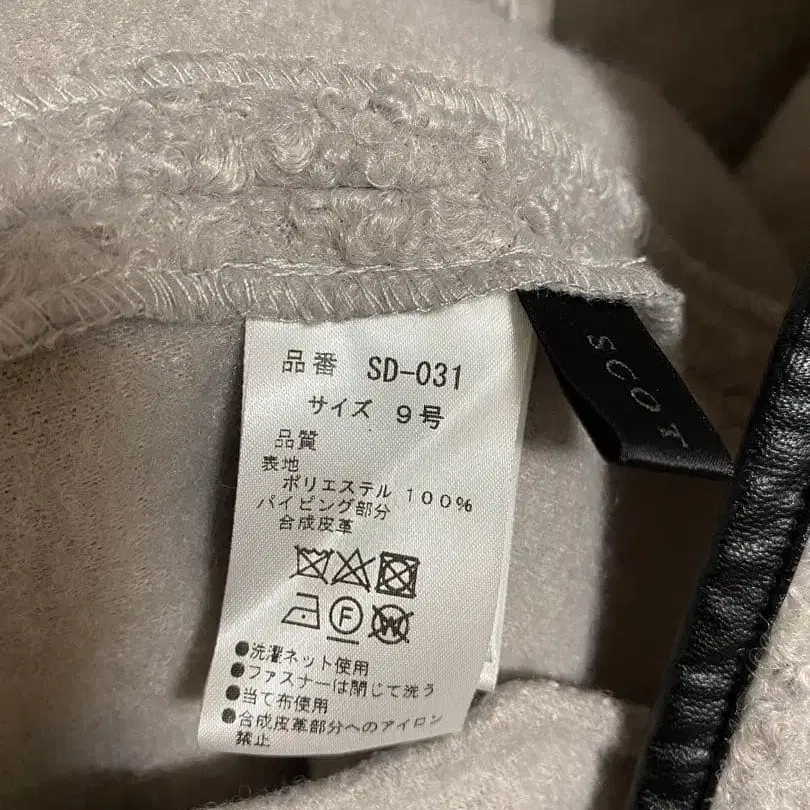 品番 SD-031
サイズ 9号
品質
表地
ポリエステル 100%
パイピング部分
合成皮革
F W
●洗濯ネット使用
●ファスナーは閉じて洗う
●当て布使用
●合成皮革部分へのアイロン
禁止
SCOT